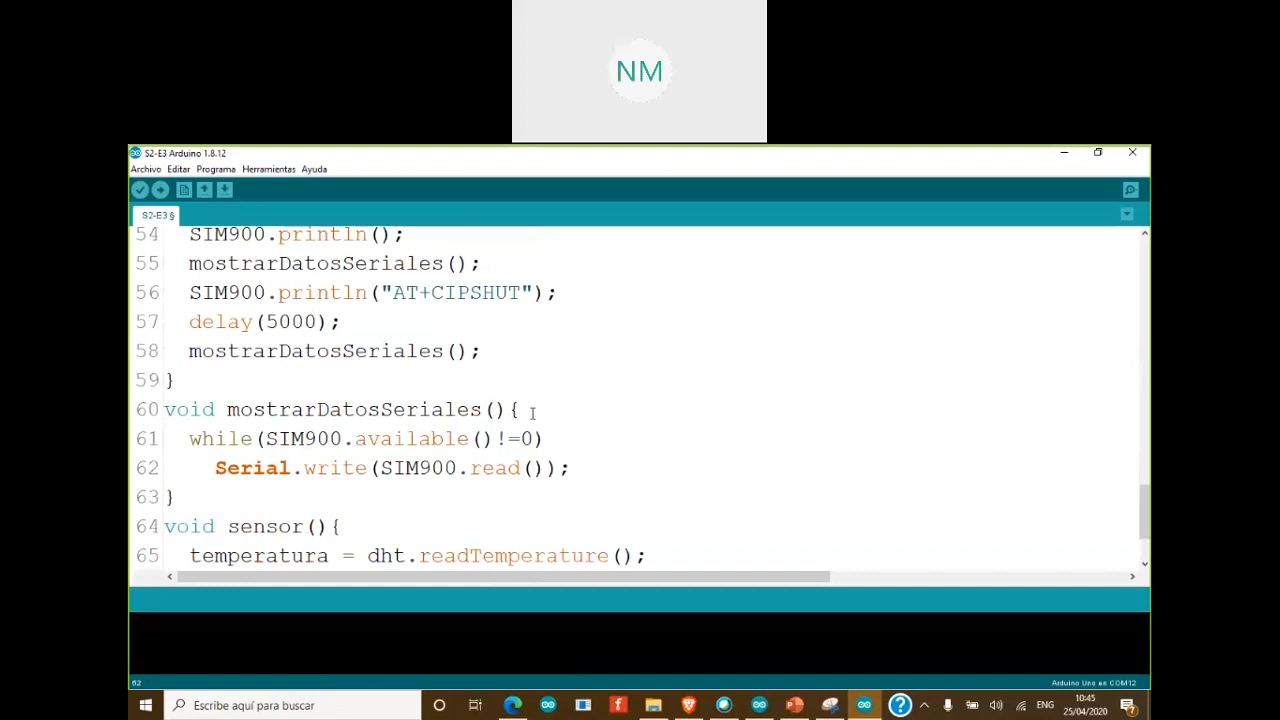 NM
S2-E3 Arduino 1.8.12
Archivo Editar Programa Herramientas Ayuda
S2-E3 §
54 SIM900.println();
55 mostrarDatosSeriales();
56 SIM900.println("AT+CIPSHUT");
57 delay(5000);
58 mostrarDatosSeriales();
59 }
60 void mostrarDatosSeriales(){
61 while(SIM900.available()!=0)
62 Serial.write(SIM900.read());
63 }
64 void sensor(){
65 temperatura = dht.readTemperature();
62
Arduino Uno en COM12
Escribe aquí para buscar
ENG
10:45
25/04/2020
7